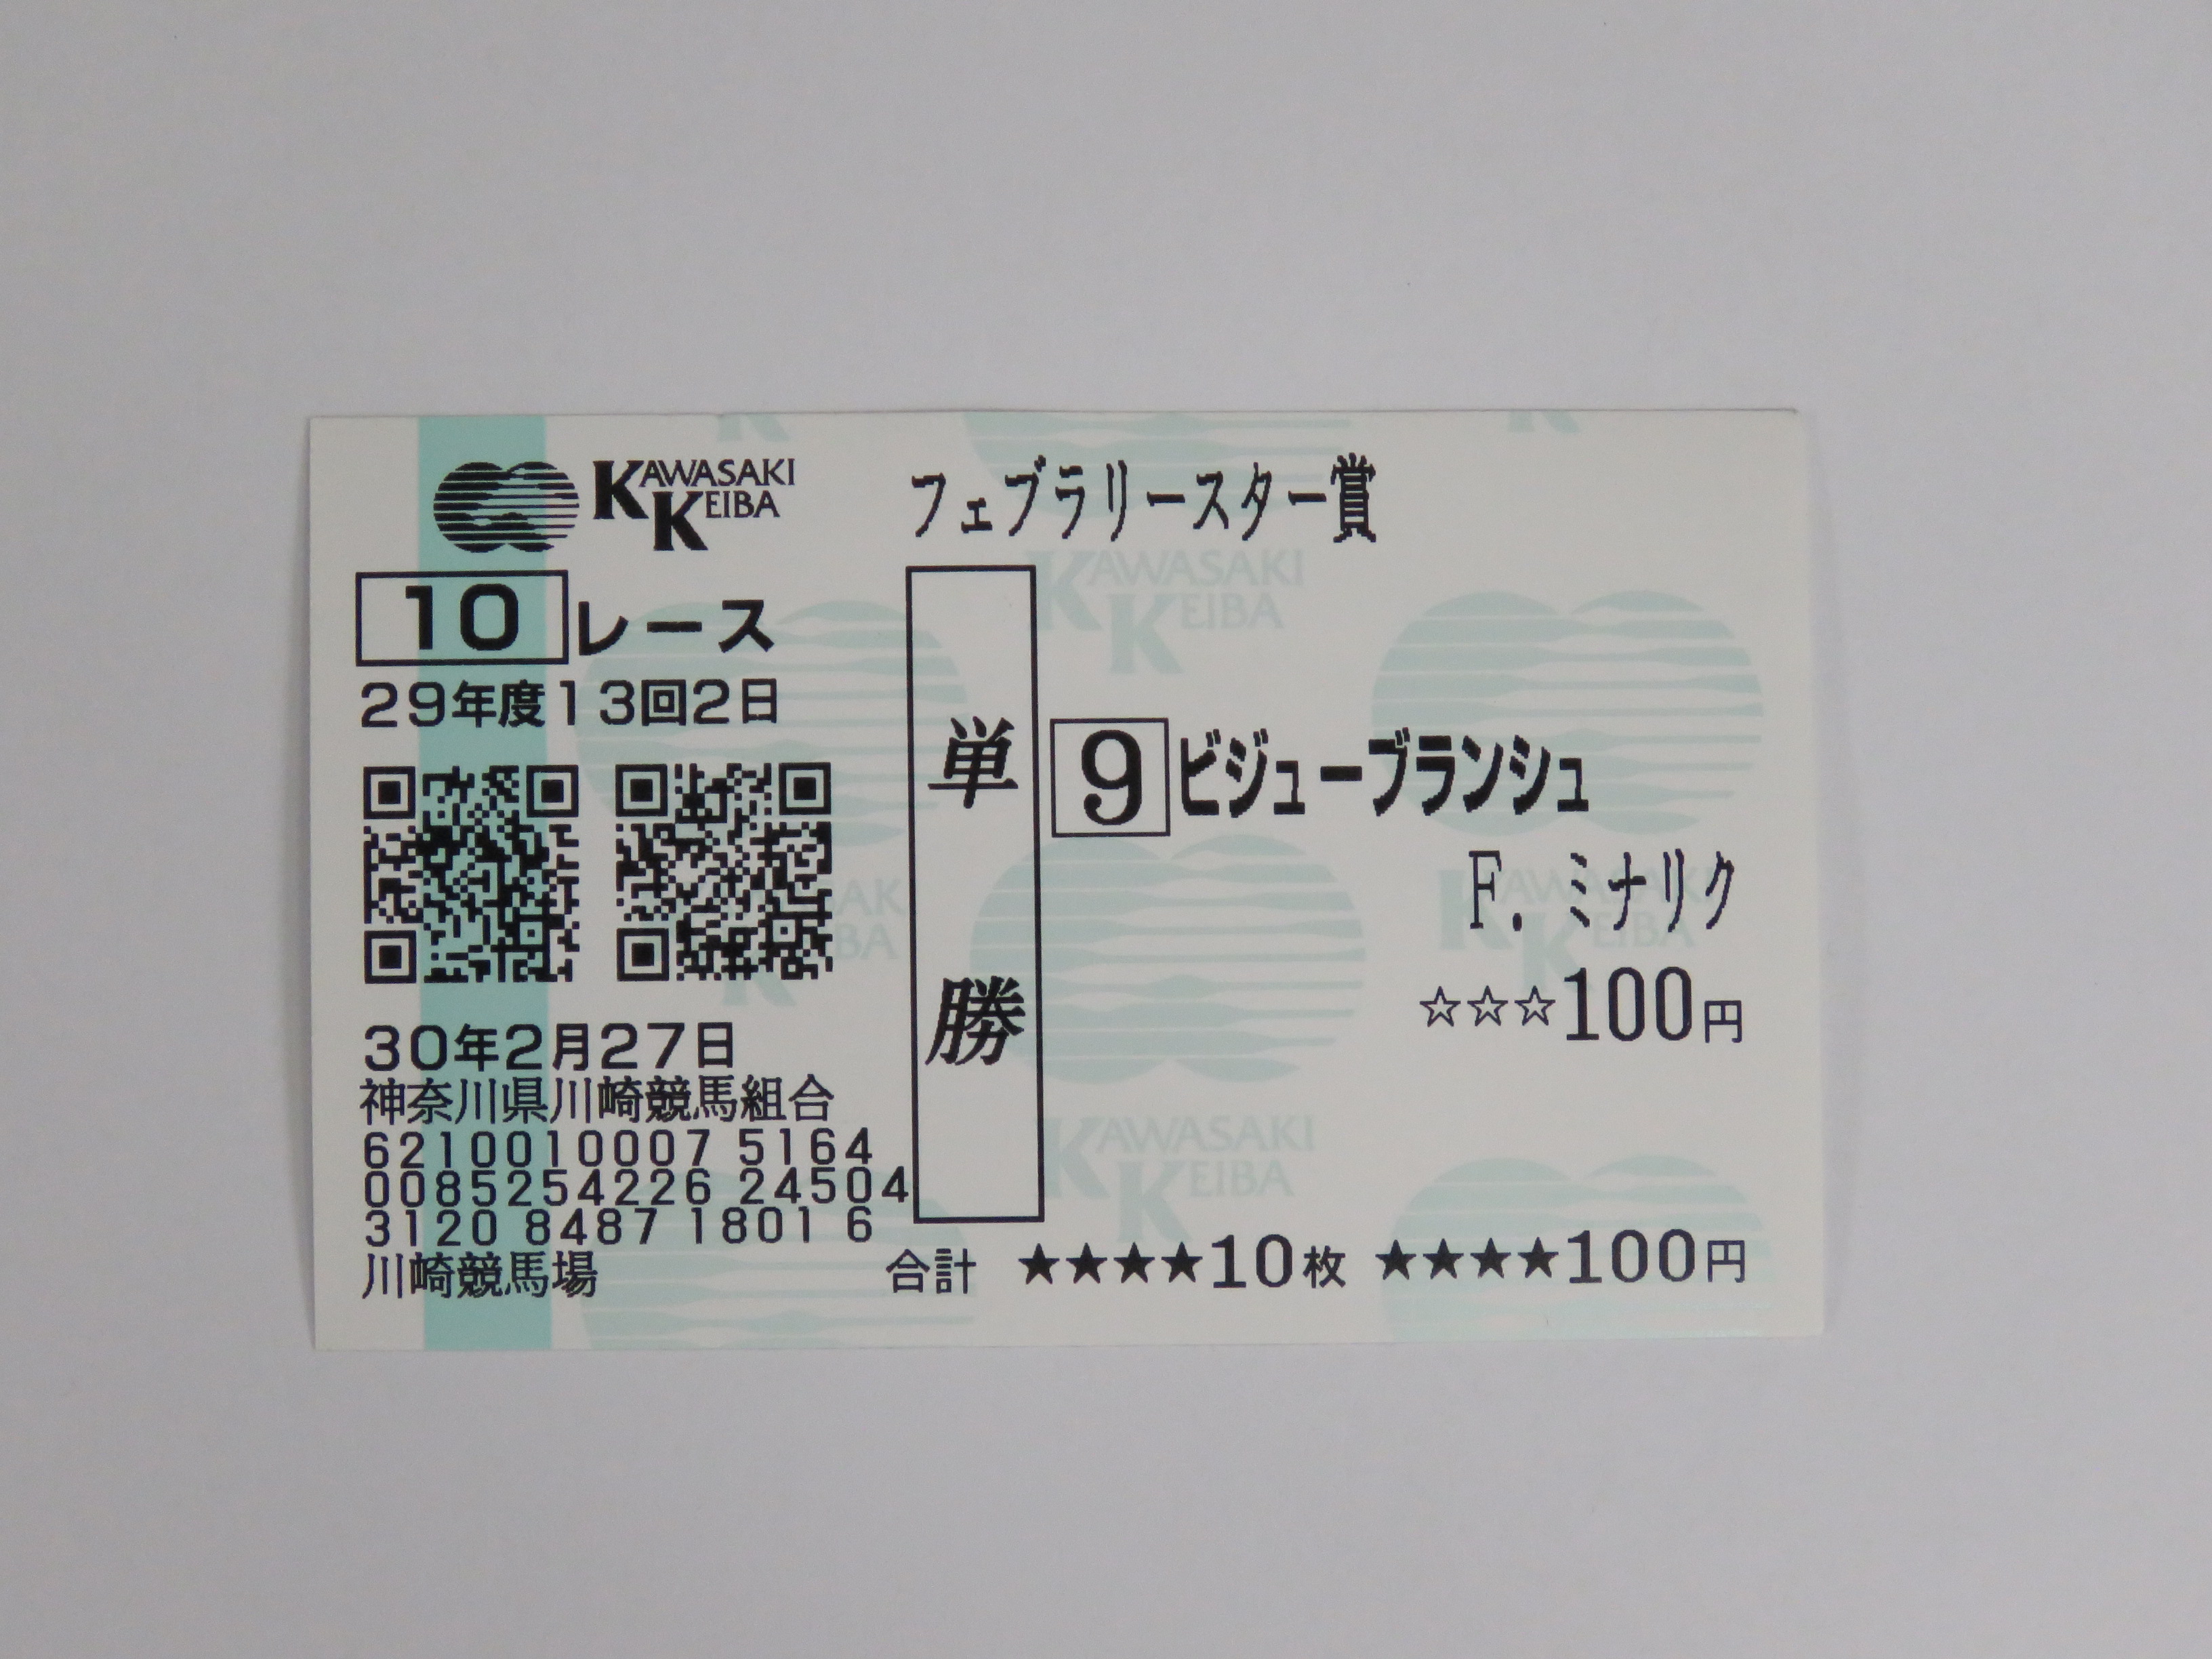 KAWASAKI KEIBA
フェブラリースター賞
10レース
29年度13回2日
単勝
9 ビジューブランシュ
F. ミナリク
☆☆☆100円
30年2月27日
神奈川県川崎競馬組合
6210010007 5164
0085254226 24504
3120 8487 1801 6
川崎競馬場
合計 ★★★★10枚 ★★★★100円